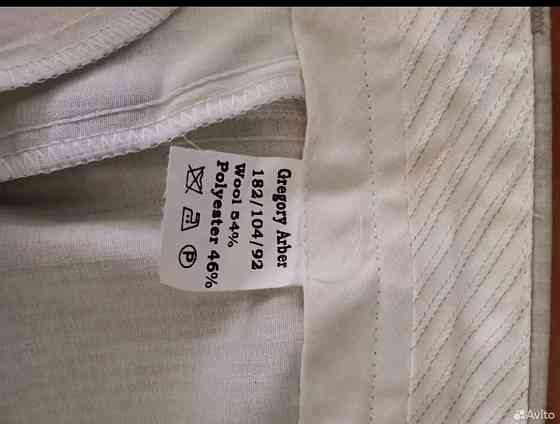 Gregory Arber
182/104/92
Wool 54%
Polyester 46%
P
Avito